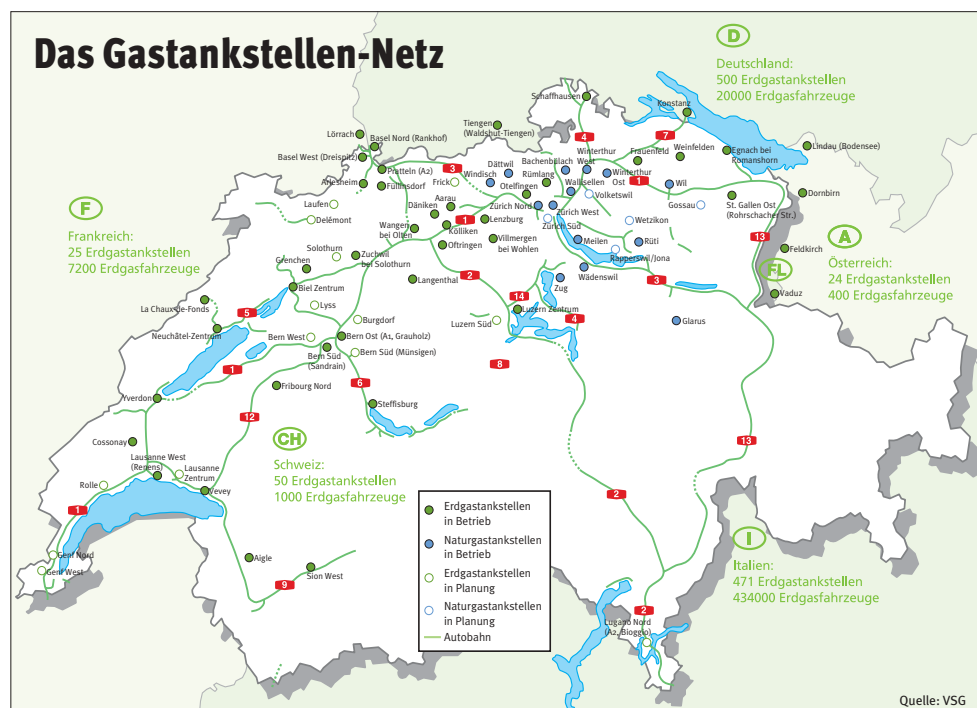 Das Gastankstellen-Netz
D
Deutschland:
500 Erdgastankstellen
20000 Erdgasfahrzeuge
Schaffhausen
Konstanz
Tiengen
(Waldshut-Tiengen)
Lörrach
Basel Nord (Rankhof)
4
7
Winterthur
West
Frauenfeld
Weinfelden
Egnach bei
Romanshorn
Lindau (Bodensee)
Basel West (Dreispitz)
Pratteln (A2)
3
Dättwil
Bachenbülach
Arlesheim
Füllinsdorf
Frick
Windisch
Rümlang
Otelfingen
Wallisellen
Winterthur
Ost
1
Wil
Dornbirn
Volketswil
Gossau
St. Gallen Ost
(Rohrschacher Str.)
Laufen
Delémont
Aarau
Däniken
Zürich Nord
Zürich West
Zürich Süd
Wetzikon
F
Frankreich:
25 Erdgastankstellen
7200 Erdgasfahrzeuge
Wangen
bei Olten
1
Kölliken
Lenzburg
Oftringen
Villmergen
bei Wohlen
Meilen
Rüti
Rapperswil/Jona
13
Feldkirch
A
Österreich:
24 Erdgastankstellen
400 Erdgasfahrzeuge
FL
Vaduz
Solothurn
Zuchwil
bei Solothurn
Grenchen
Biel Zentrum
Langenthal
2
Wädenswil
Zug
3
La Chaux-de-Fonds
5
Lyss
14
Luzern Zentrum
4
Glarus
Neuchâtel-Zentrum
Burgdorf
Luzern Süd
Bern West
Bern Ost (A1, Grauholz)
Bern Süd
(Sandrain)
Bern Süd (Münsigen)
8
1
6
Fribourg Nord
Steffisburg
Yverdon
12
13
Cossonay
CH
Schweiz:
50 Erdgastankstellen
1000 Erdgasfahrzeuge
Lausanne West
(Renens)
Lausanne
Zentrum
Rolle
Vevey
1
2
Erdgastankstellen
in Betrieb
Naturgastankstellen
in Betrieb
Erdgastankstellen
in Planung
Naturgastankstellen
in Planung
Autobahn
I
Italien:
471 Erdgastankstellen
434000 Erdgasfahrzeuge
Genf Nord
Genf West
Aigle
Sion West
9
2
Lugano Nord
(A2, Bioggio)
Quelle: VSG